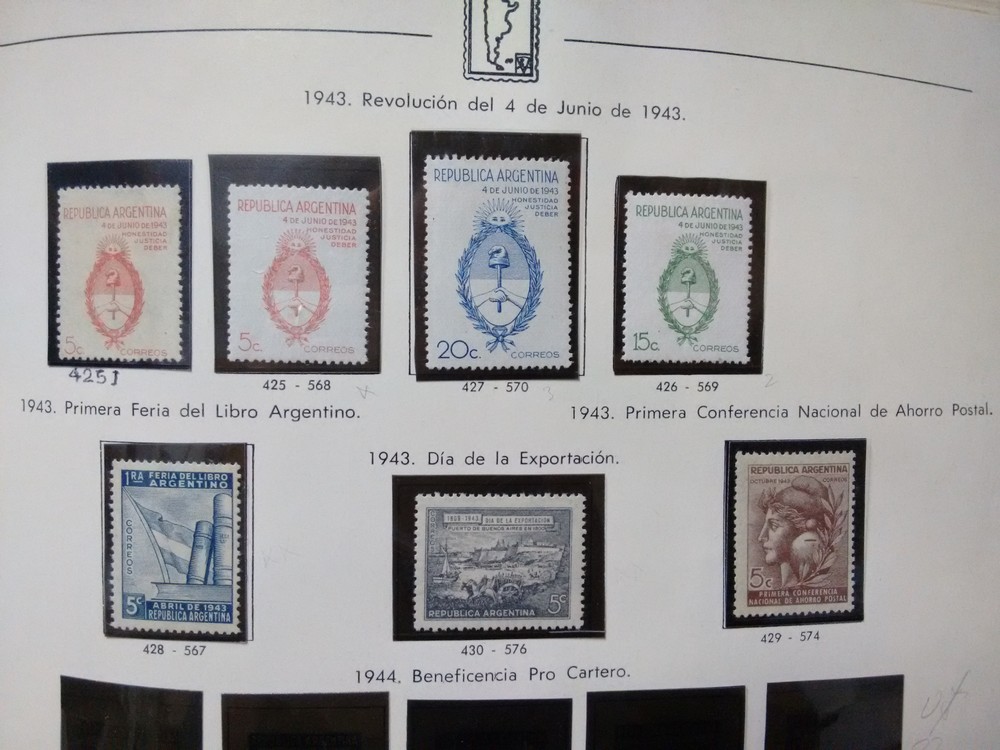 1943. Revolución del 4 de Junio de 1943.
REPUBLICA ARGENTINA
4 DE JUNIO DE 1943
HONESTIDAD
JUSTICIA
DEBER
5c.
CORREOS
REPUBLICA ARGENTINA
4 DE JUNIO DE 1943
HONESTIDAD
JUSTICIA
DEBER
5c.
CORREOS
REPUBLICA ARGENTINA
4 DE JUNIO DE 1943
HONESTIDAD
JUSTICIA
DEBER
20c.
CORREOS
REPUBLICA ARGENTINA
4 DE JUNIO DE 1943
HONESTIDAD
JUSTICIA
DEBER
15c.
CORREOS
425J
425 - 568
427 - 570
426 - 569
1943. Primera Feria del Libro Argentino.
1943. Primera Conferencia Nacional de Ahorro Postal.
1943. Día de la Exportación.
1RA FERIA DEL LIBRO
ARGENTINO
CORREOS
5c
ABRIL DE 1943
REPUBLICA ARGENTINA
CORREOS
1809-1943 DIA DE LA EXPORTACION
PUERTO DE BUENOS AIRES EN
REPUBLICA ARGENTINA 5c
REPUBLICA ARGENTINA
OCTUBRE 1943 CORREOS
5c
PRIMERA CONFERENCIA
NACIONAL DE AHORRO POSTAL
428 - 567
430 - 576
429 - 574
1944. Beneficencia Pro Cartero.